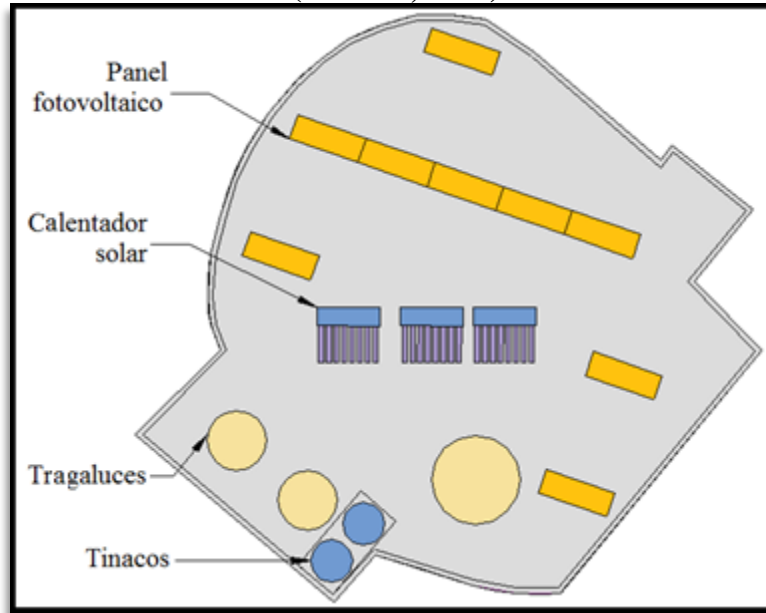 Panel
fotovoltaico
Calentador
solar
Tragaluces
Tinacos